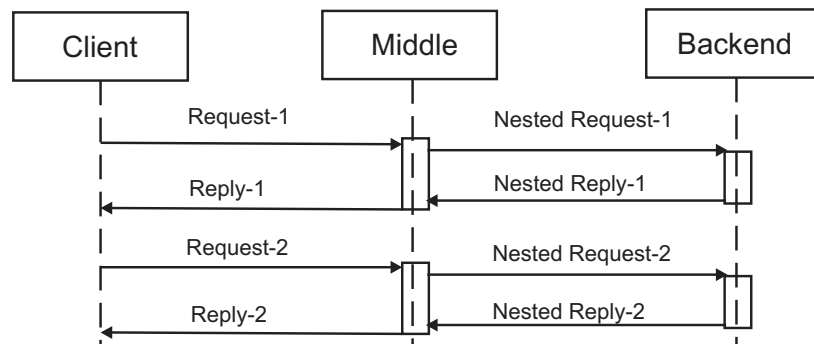 Client
Middle
Backend
Request-1
Nested Request-1
Reply-1
Nested Reply-1
Request-2
Nested Request-2
Reply-2
Nested Reply-2